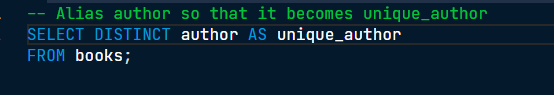 -- Alias author so that it becomes unique_author
SELECT DISTINCT author AS unique_author
FROM books;